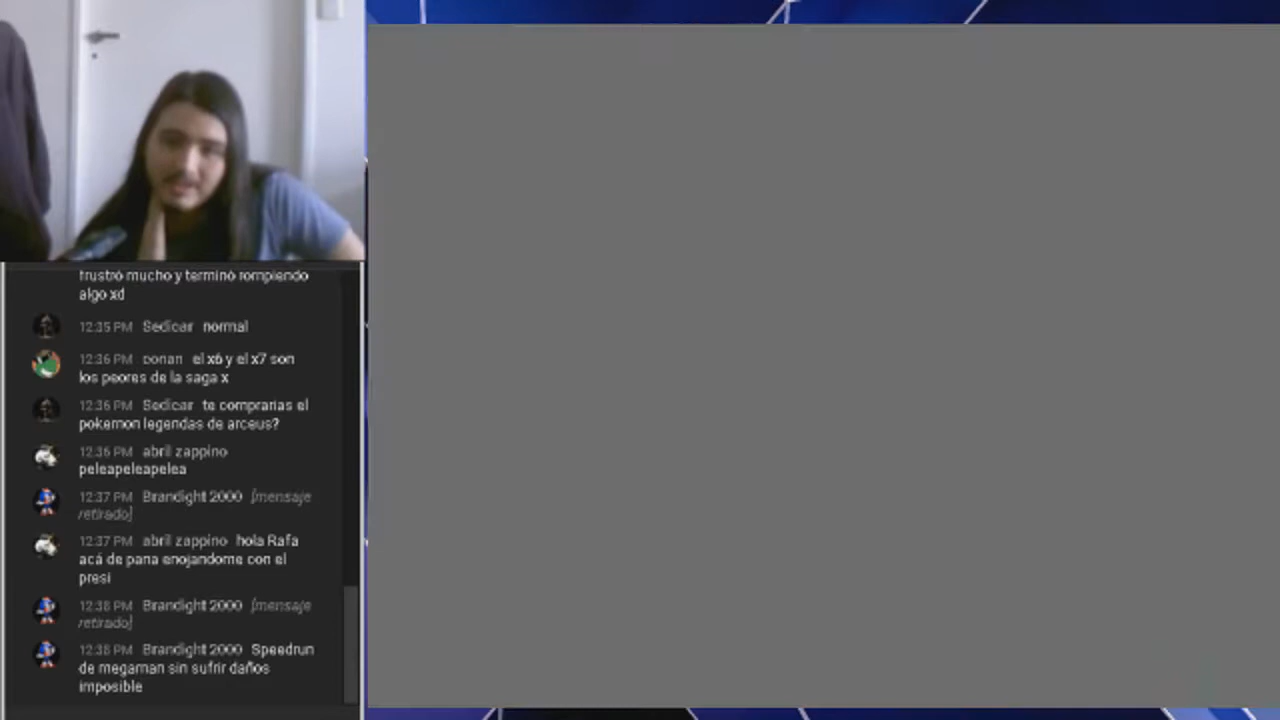 frustró mucho y terminó rompiendo
algo xd
12:35 PM Sedicar normal
12:36 PM conan el x6 y el x7 son
los peores de la saga x
12:36 PM Sedicar te comprarias el
pokemon legendas de arceus?
12:36 PM abril zappino
peleapeleapelea
12:37 PM Brandight 2000 [mensaje
retirado]
12:37 PM abril zappino hola Rafa
acá de pana enojandome con el
presi
12:38 PM Brandight 2000 [mensaje
retirado]
12:38 PM Brandight 2000 Speedrun
de megaman sin sufrir daños
imposible